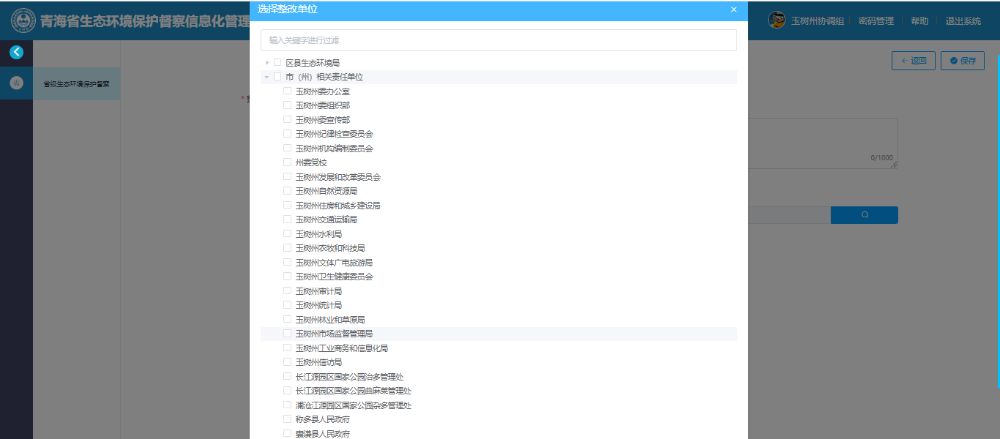 青海省生态环境保护督察信息化管理
选择整改单位
玉树州协调组
密码管理
帮助
退出系统
输入关键字进行过滤
返回
保存
省
省级生态环境保护督察
*
0/1000
区县生态环境局
市（州）相关责任单位
玉树州委办公室
玉树州委组织部
玉树州委宣传部
玉树州纪律检查委员会
玉树州机构编制委员会
州委党校
玉树州发展和改革委员会
玉树州自然资源局
玉树州住房和城乡建设局
玉树州交通运输局
玉树州水利局
玉树州农牧和科技局
玉树州文体广电旅游局
玉树州卫生健康委员会
玉树州审计局
玉树州统计局
玉树州林业和草原局
玉树州市场监督管理局
玉树州工业商务和信息化局
玉树州信访局
长江源园区国家公园治多管理处
长江源园区国家公园曲麻莱管理处
澜沧江源园区国家公园杂多管理处
称多县人民政府
囊谦县人民政府